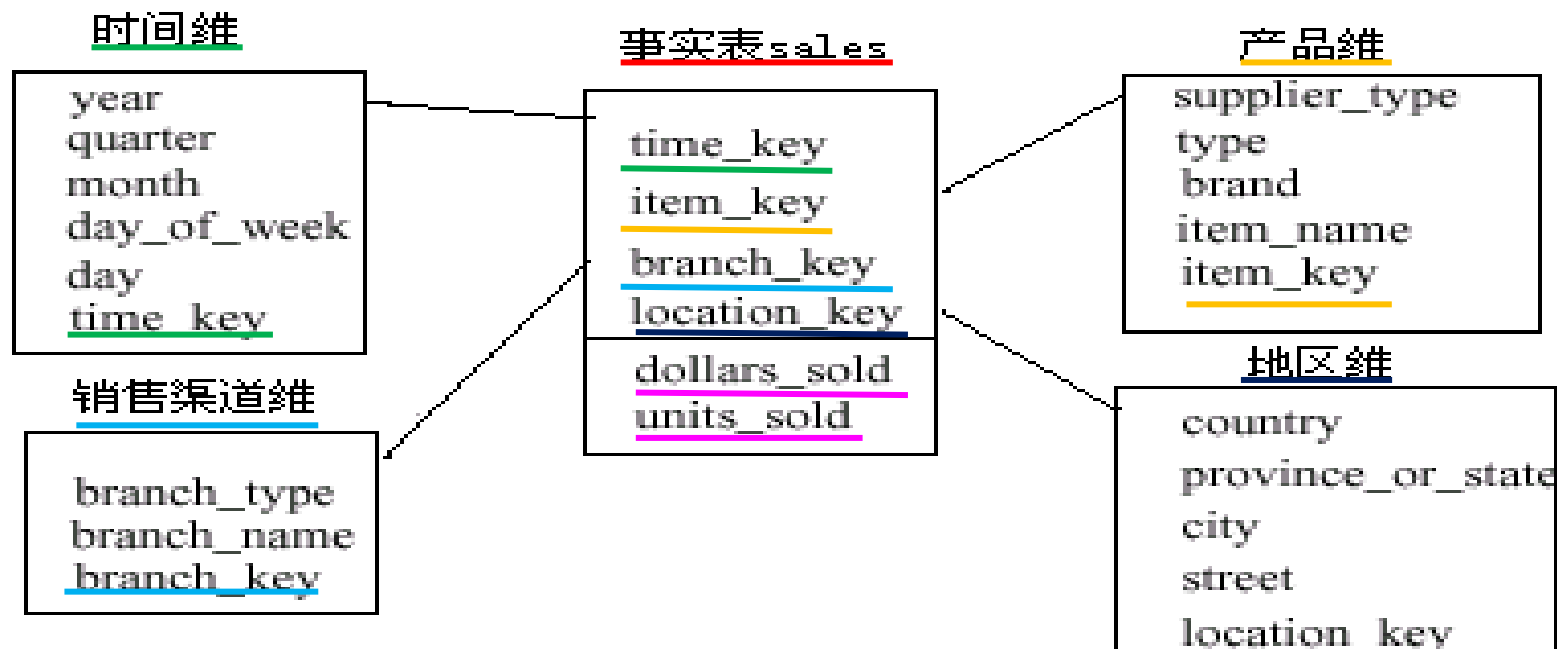 时间维
year
quarter
month
day_of_week
day
time_key
销售渠道维
branch_type
branch_name
branch_key
事实表sales
time_key
item_key
branch_key
location_key
dollars_sold
units_sold
产品维
supplier_type
type
brand
item_name
item_key
地区维
country
province_or_state
city
street
location_key